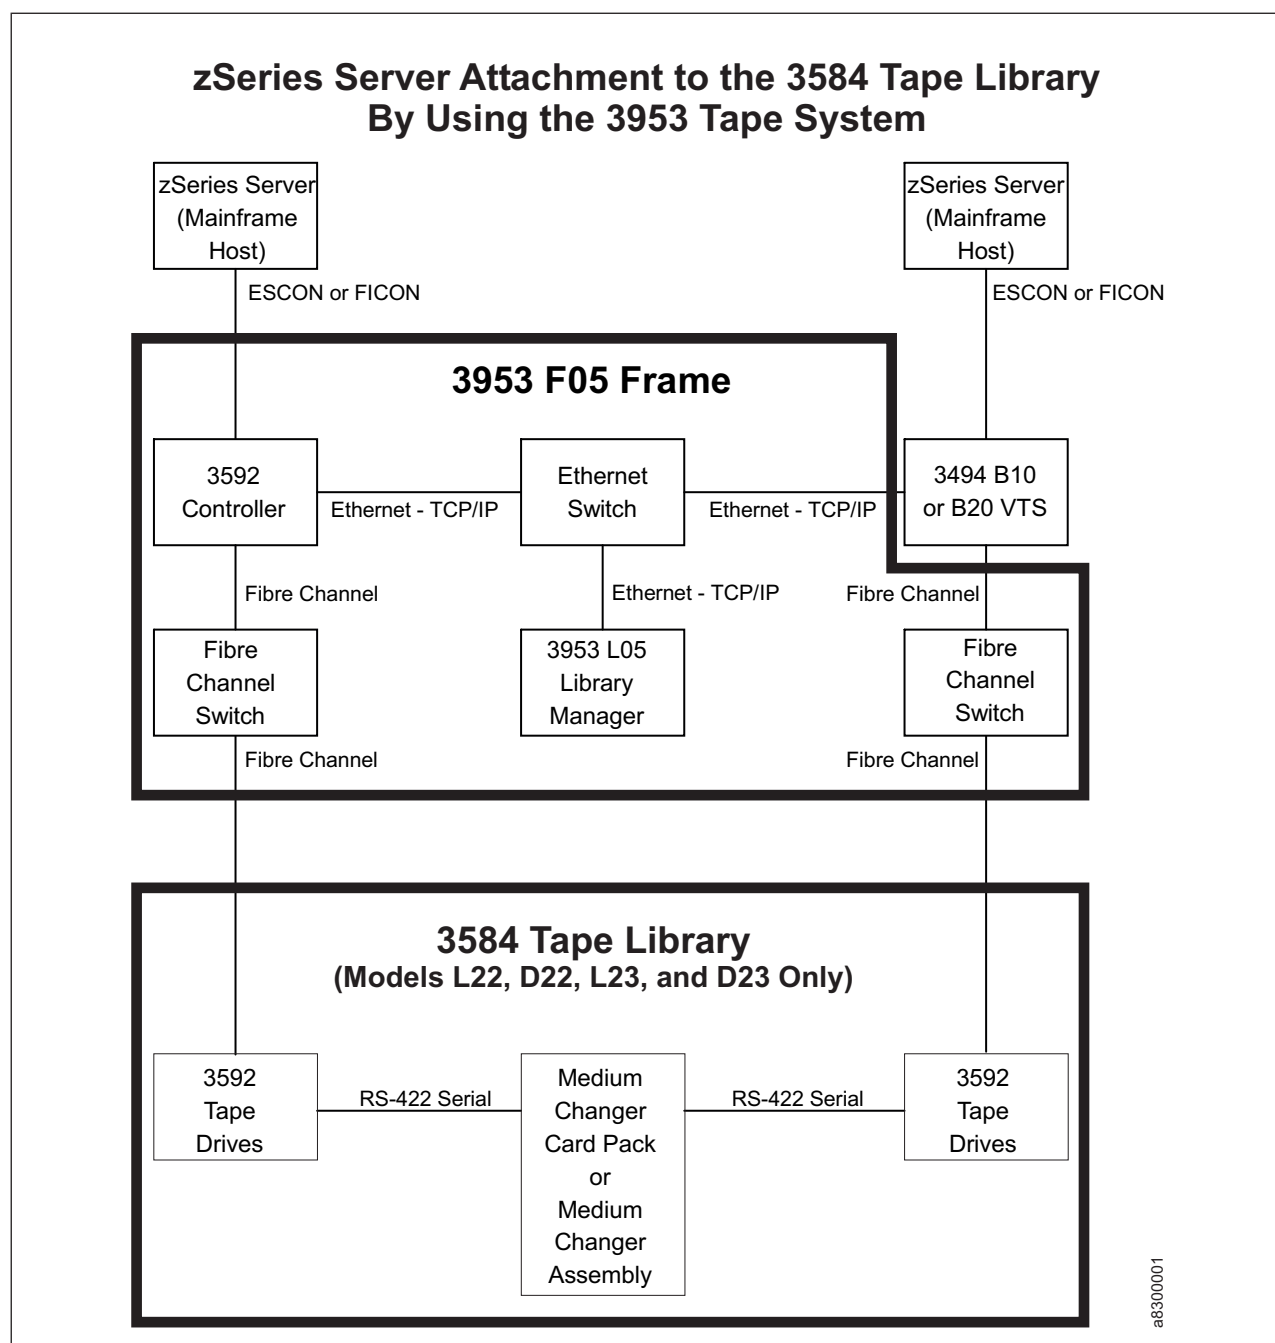 zSeries Server Attachment to the 3584 Tape Library
By Using the 3953 Tape System
zSeries Server
(Mainframe
Host)
zSeries Server
(Mainframe
Host)
ESCON or FICON
ESCON or FICON
3953 F05 Frame
3592
Controller
Ethernet - TCP/IP
Ethernet
Switch
Ethernet - TCP/IP
3494 B10
or B20 VTS
Fibre Channel
Ethernet - TCP/IP
Fibre Channel
Fibre
Channel
Switch
3953 L05
Library
Manager
Fibre
Channel
Switch
Fibre Channel
Fibre Channel
3584 Tape Library
(Models L22, D22, L23, and D23 Only)
3592
Tape
Drives
RS-422 Serial
Medium
Changer
Card Pack
or
Medium
Changer
Assembly
RS-422 Serial
3592
Tape
Drives
a8300001